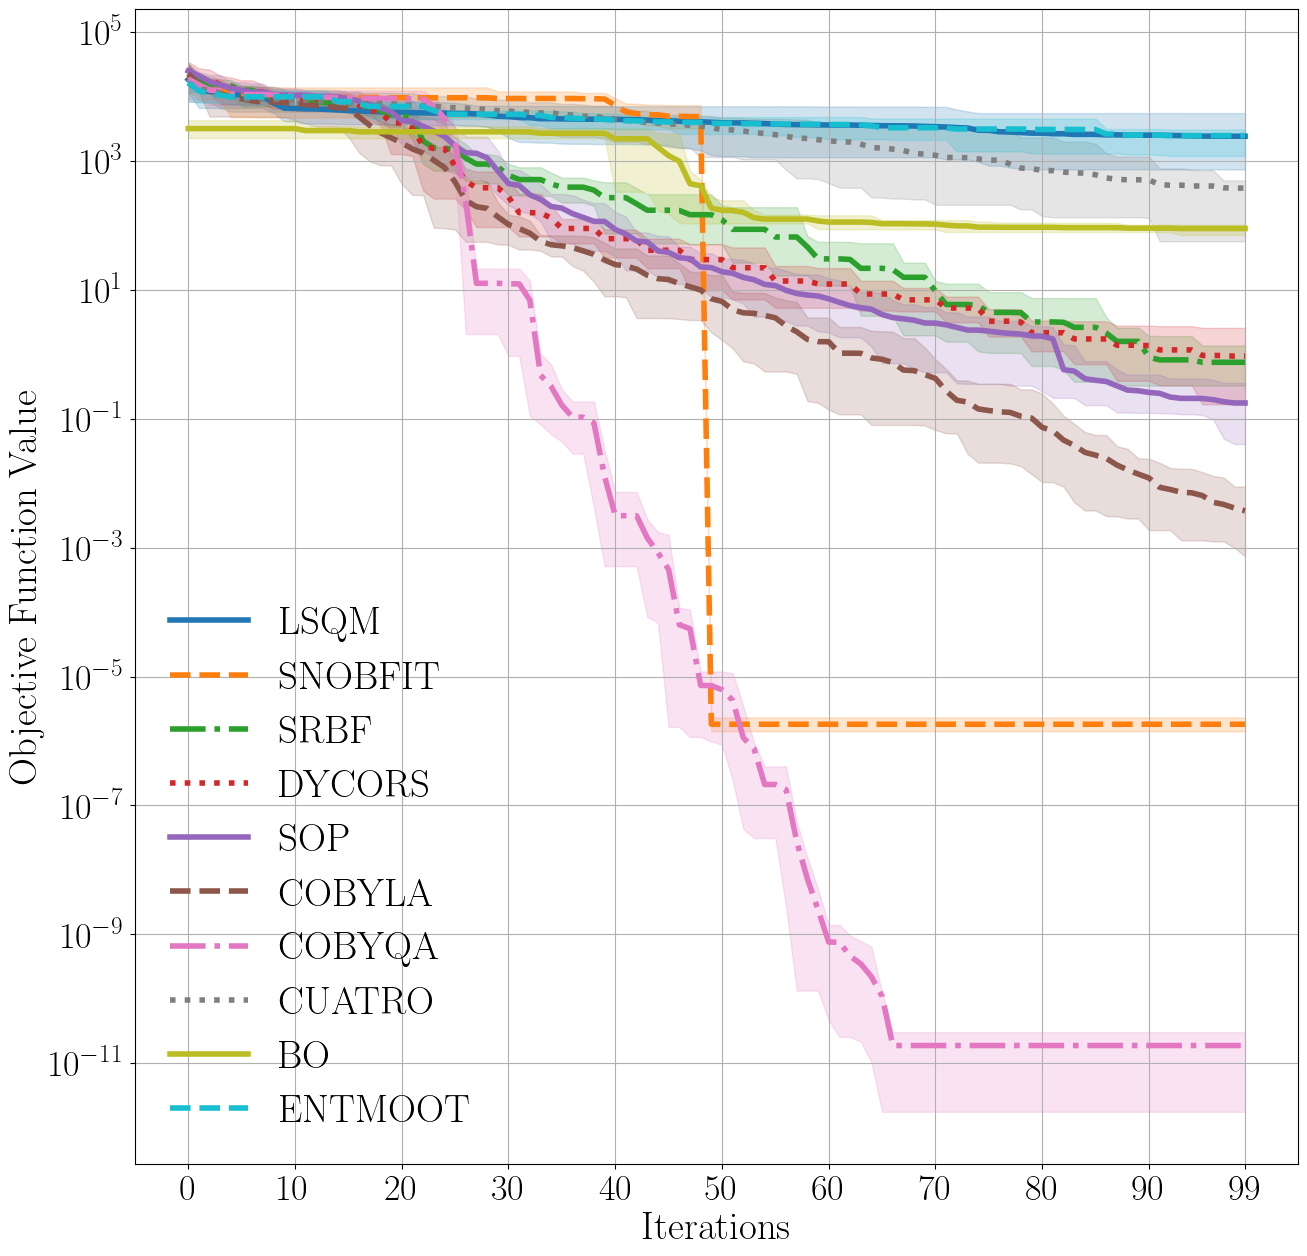 10^5
10^3
10^1
10^−1
10^−3
10^−5
10^−7
10^−9
10^−11
Objective Function Value
LSQM
SNOBFIT
SRBF
DYCORS
SOP
COBYLA
COBYQA
CUATRO
BO
ENTMOOT
0 10 20 30 40 50 60 70 80 90 99
Iterations